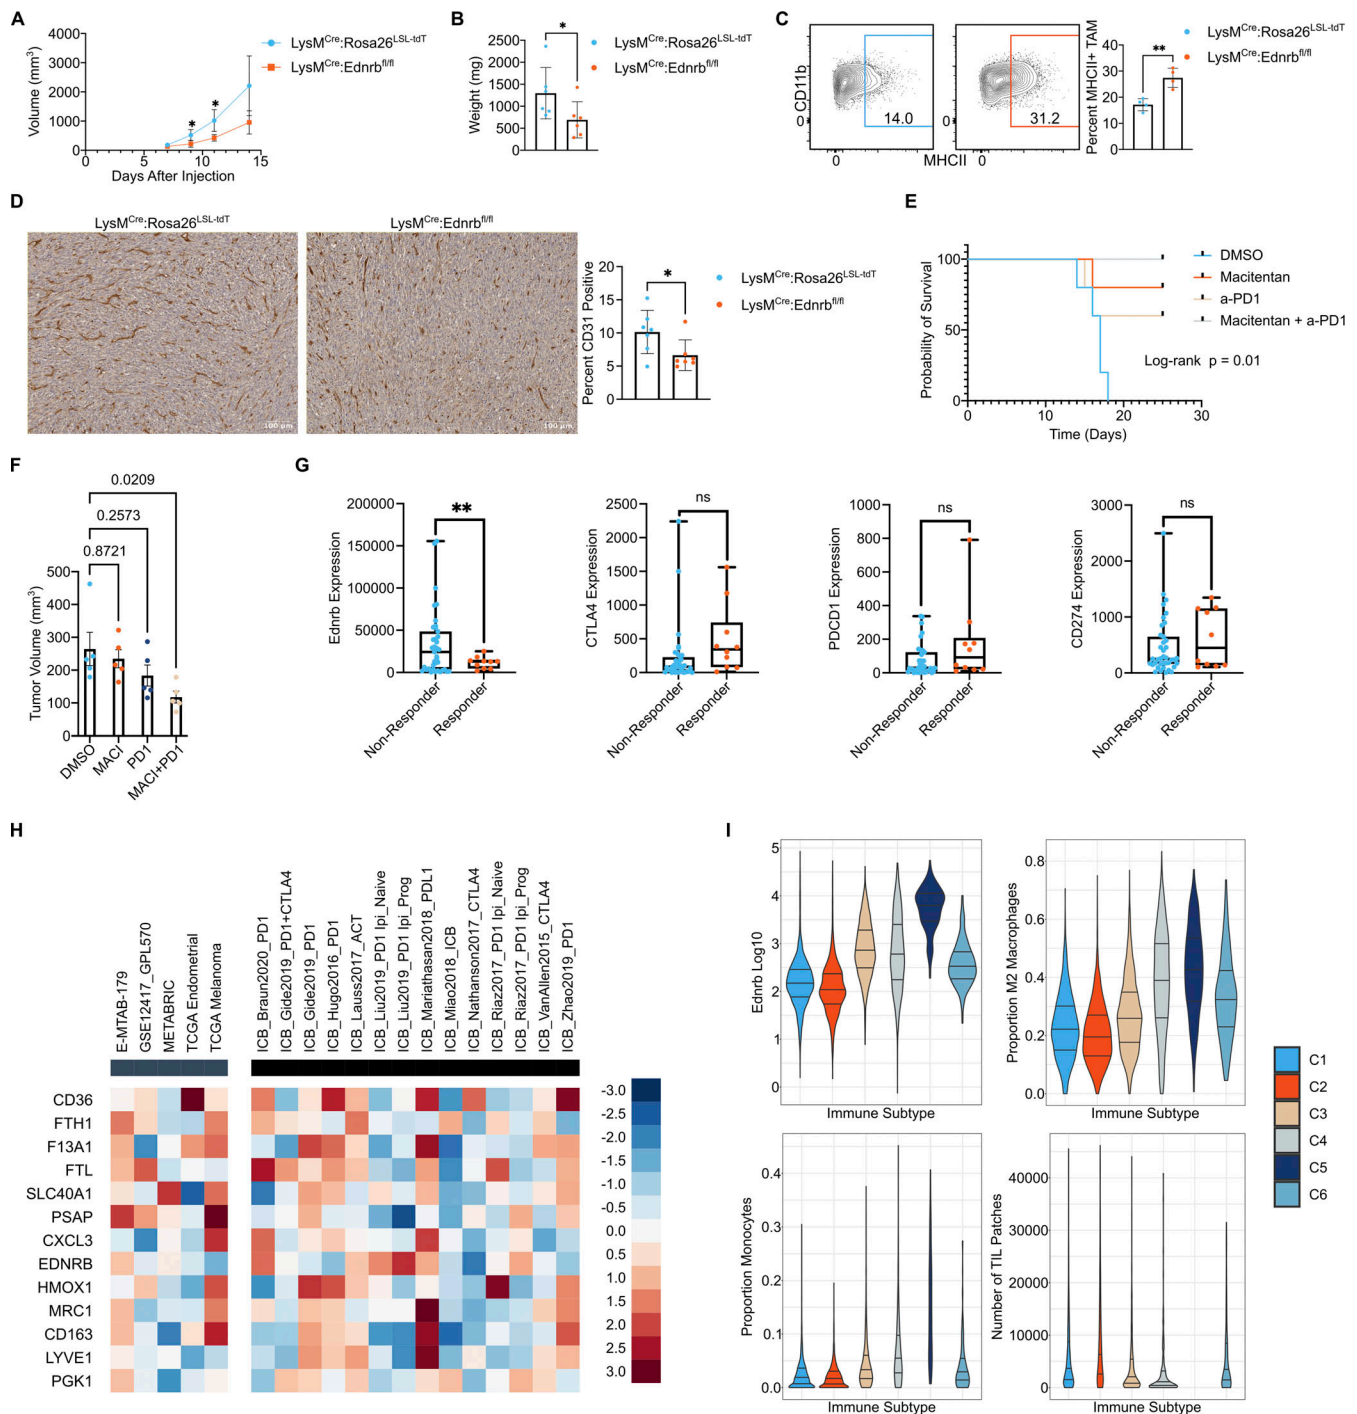 A
Volume (mm3)
4000
3000
2000
1000
0
0
5
10
15
Days After Injection
*
*
LysMCre:Rosa26LSL-tdT
LysMCre:Ednrbfl/fl
B
Weight (mg)
2500
2000
1500
1000
500
0
*
LysMCre:Rosa26LSL-tdT
LysMCre:Ednrbfl/fl
C
CD11b
0
0
14.0
0
0
31.2
MHCII
Percent MHCII+ TAM
40
30
20
10
0
**
LysMCre:Rosa26LSL-tdT
LysMCre:Ednrbfl/fl
D
LysMCre:Rosa26LSL-tdT
LysMCre:Ednrbfl/fl
100 µm
100 µm
Percent CD31 Positive
20
15
10
5
0
*
LysMCre:Rosa26LSL-tdT
LysMCre:Ednrbfl/fl
E
Probability of Survival
100
50
0
0
10
20
30
Time (Days)
DMSO
Macitentan
a-PD1
Macitentan + a-PD1
Log-rank p = 0.01
F
0.0209
0.2573
0.8721
Tumor Volume (mm3)
500
400
300
200
100
0
DMSO
MACI
PD1
MACI+PD1
G
Ednrb Expression
200000
150000
100000
50000
0
**
Non-Responder
Responder
CTLA4 Expression
2500
2000
1500
1000
500
0
ns
Non-Responder
Responder
PDCD1 Expression
1000
800
600
400
200
0
ns
Non-Responder
Responder
CD274 Expression
3000
2000
1000
0
ns
Non-Responder
Responder
H
E-MTAB-179
GSE12417_GPL570
METABRIC
TCGA Endometrial
TCGA Melanoma
ICB_Braun2020_PD1
ICB_Gide2019_PD1+CTLA4
ICB_Gide2019_PD1
ICB_Hugo2016_PD1
ICB_Lauss2017_ACT
ICB_Liu2019_PD1 Ipi_Naive
ICB_Liu2019_PD1 Ipi_Prog
ICB_Mariathasan2018_PDL1
ICB_Miao2018_ICB
ICB_Nathanson2017_CTLA4
ICB_Riaz2017_PD1 Ipi_Naive
ICB_Riaz2017_PD1 Ipi_Prog
ICB_VanAllen2015_CTLA4
ICB_Zhao2019_PD1
CD36
FTH1
F13A1
FTL
SLC40A1
PSAP
CXCL3
EDNRB
HMOX1
MRC1
CD163
LYVE1
PGK1
-3.0
-2.5
-2.0
-1.5
-1.0
-0.5
0.0
0.5
1.0
1.5
2.0
2.5
3.0
I
Ednrb Log10
5
4
3
2
1
0
Immune Subtype
Proportion M2 Macrophages
0.8
0.6
0.4
0.2
0.0
Immune Subtype
Proportion Monocytes
0.4
0.3
0.2
0.1
0.0
Immune Subtype
Number of TIL Patches
40000
30000
20000
10000
0
Immune Subtype
C1
C2
C3
C4
C5
C6